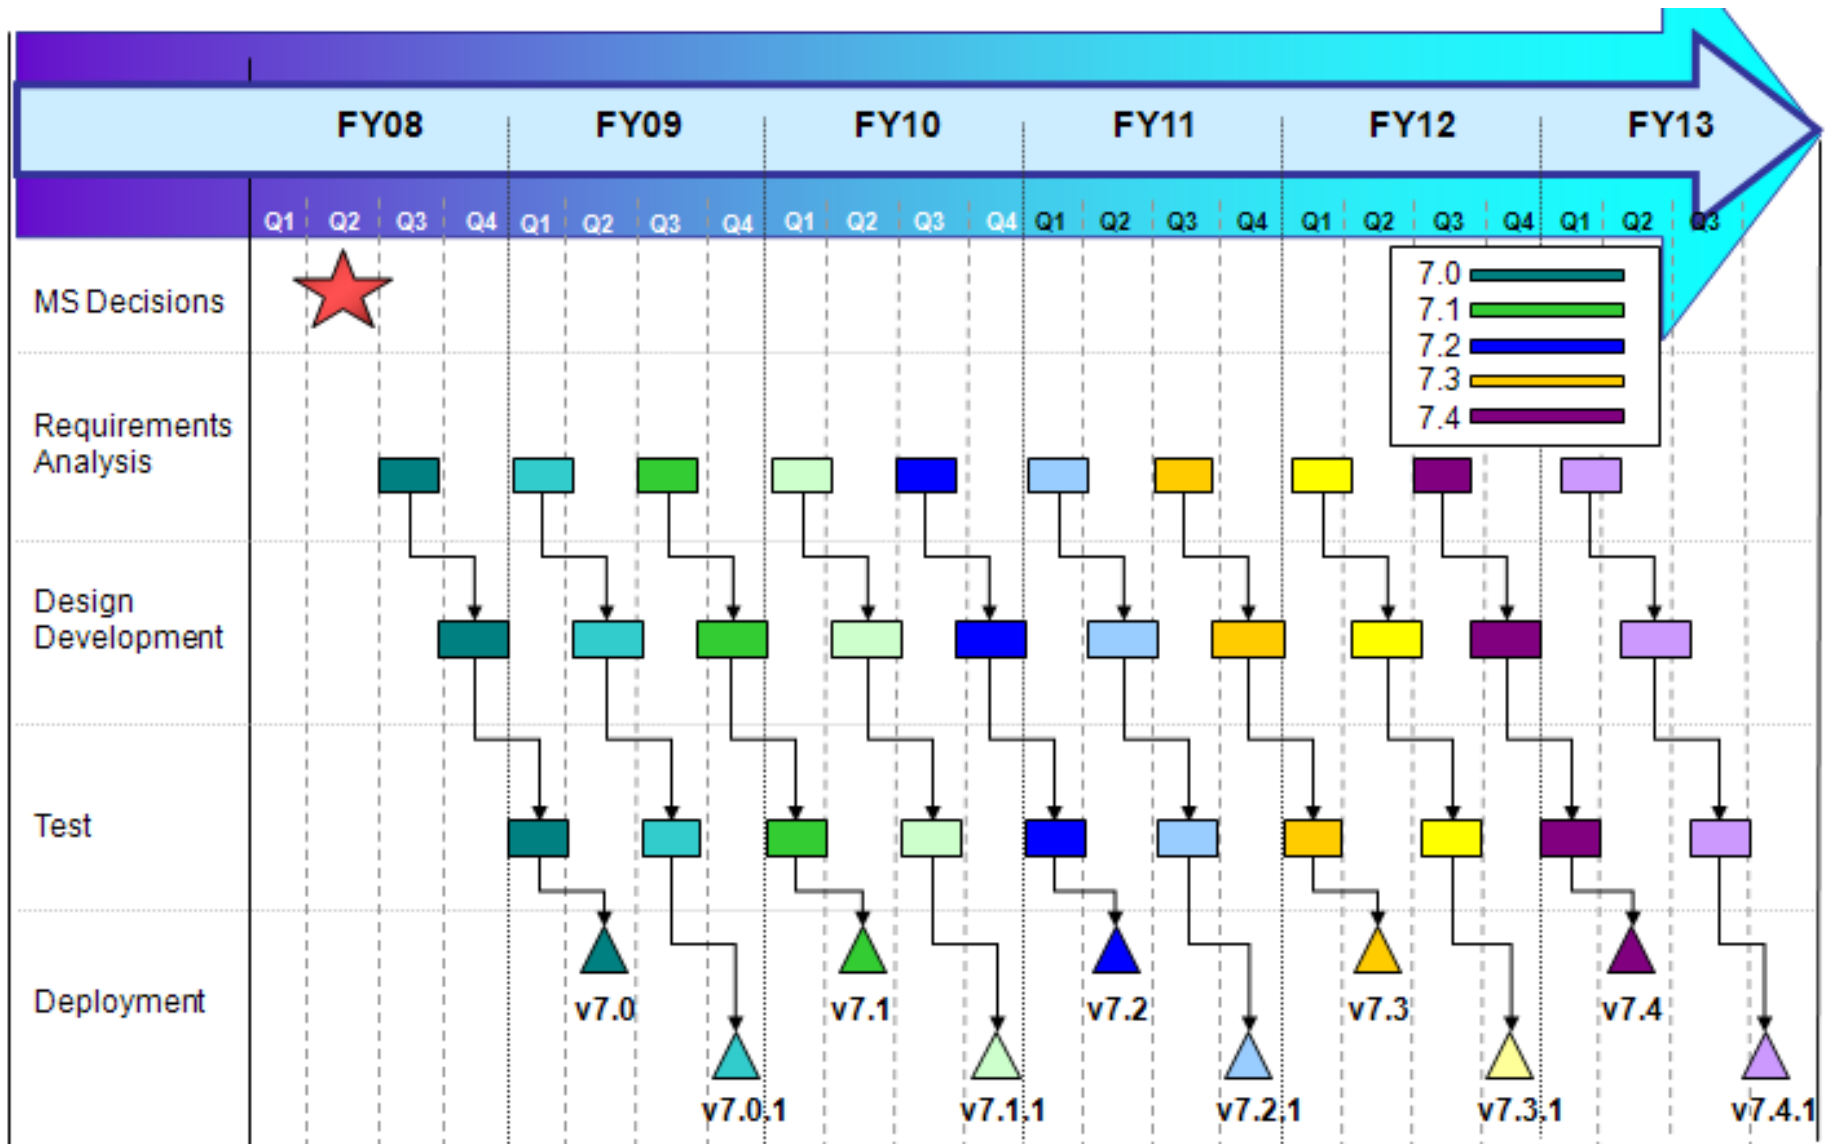 FY08 FY09 FY10 FY11 FY12 FY13
Q1 Q2 Q3 Q4 Q1 Q2 Q3 Q4 Q1 Q2 Q3 Q4 Q1 Q2 Q3 Q4 Q1 Q2 Q3 Q4 Q1 Q2 Q3
MS Decisions
7.0
7.1
7.2
7.3
7.4
Requirements
Analysis
Design
Development
Test
Deployment
v7.0 v7.1 v7.2 v7.3 v7.4
v7.0.1 v7.1.1 v7.2.1 v7.3.1 v7.4.1